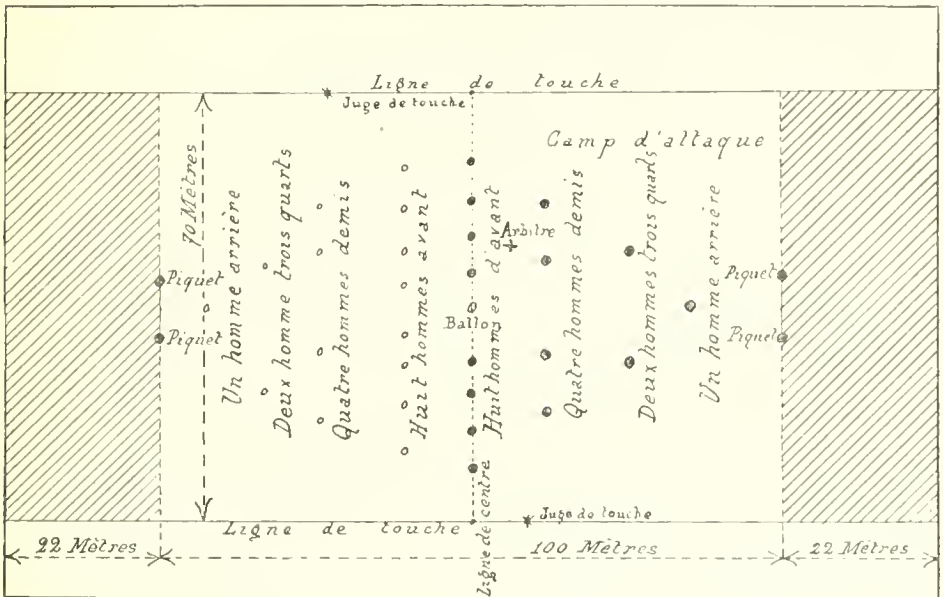 Ligne de touche
Juge de touche
Camp d'attaque
70 Mètres
Piquet
Piquet
Un homme arrière
Deux homme trois quarts
Quatre hommes demis
Huit hommes avant
Ballon
Huit hommes d'avant
Arbitre
Quatre hommes demis
Deux hommes trois quarts
Un homme arrière
Piquet
Piquet
Ligne de touche
Ligne de centre
Juge de touche
22 Mètres
100 Mètres
22 Mètres